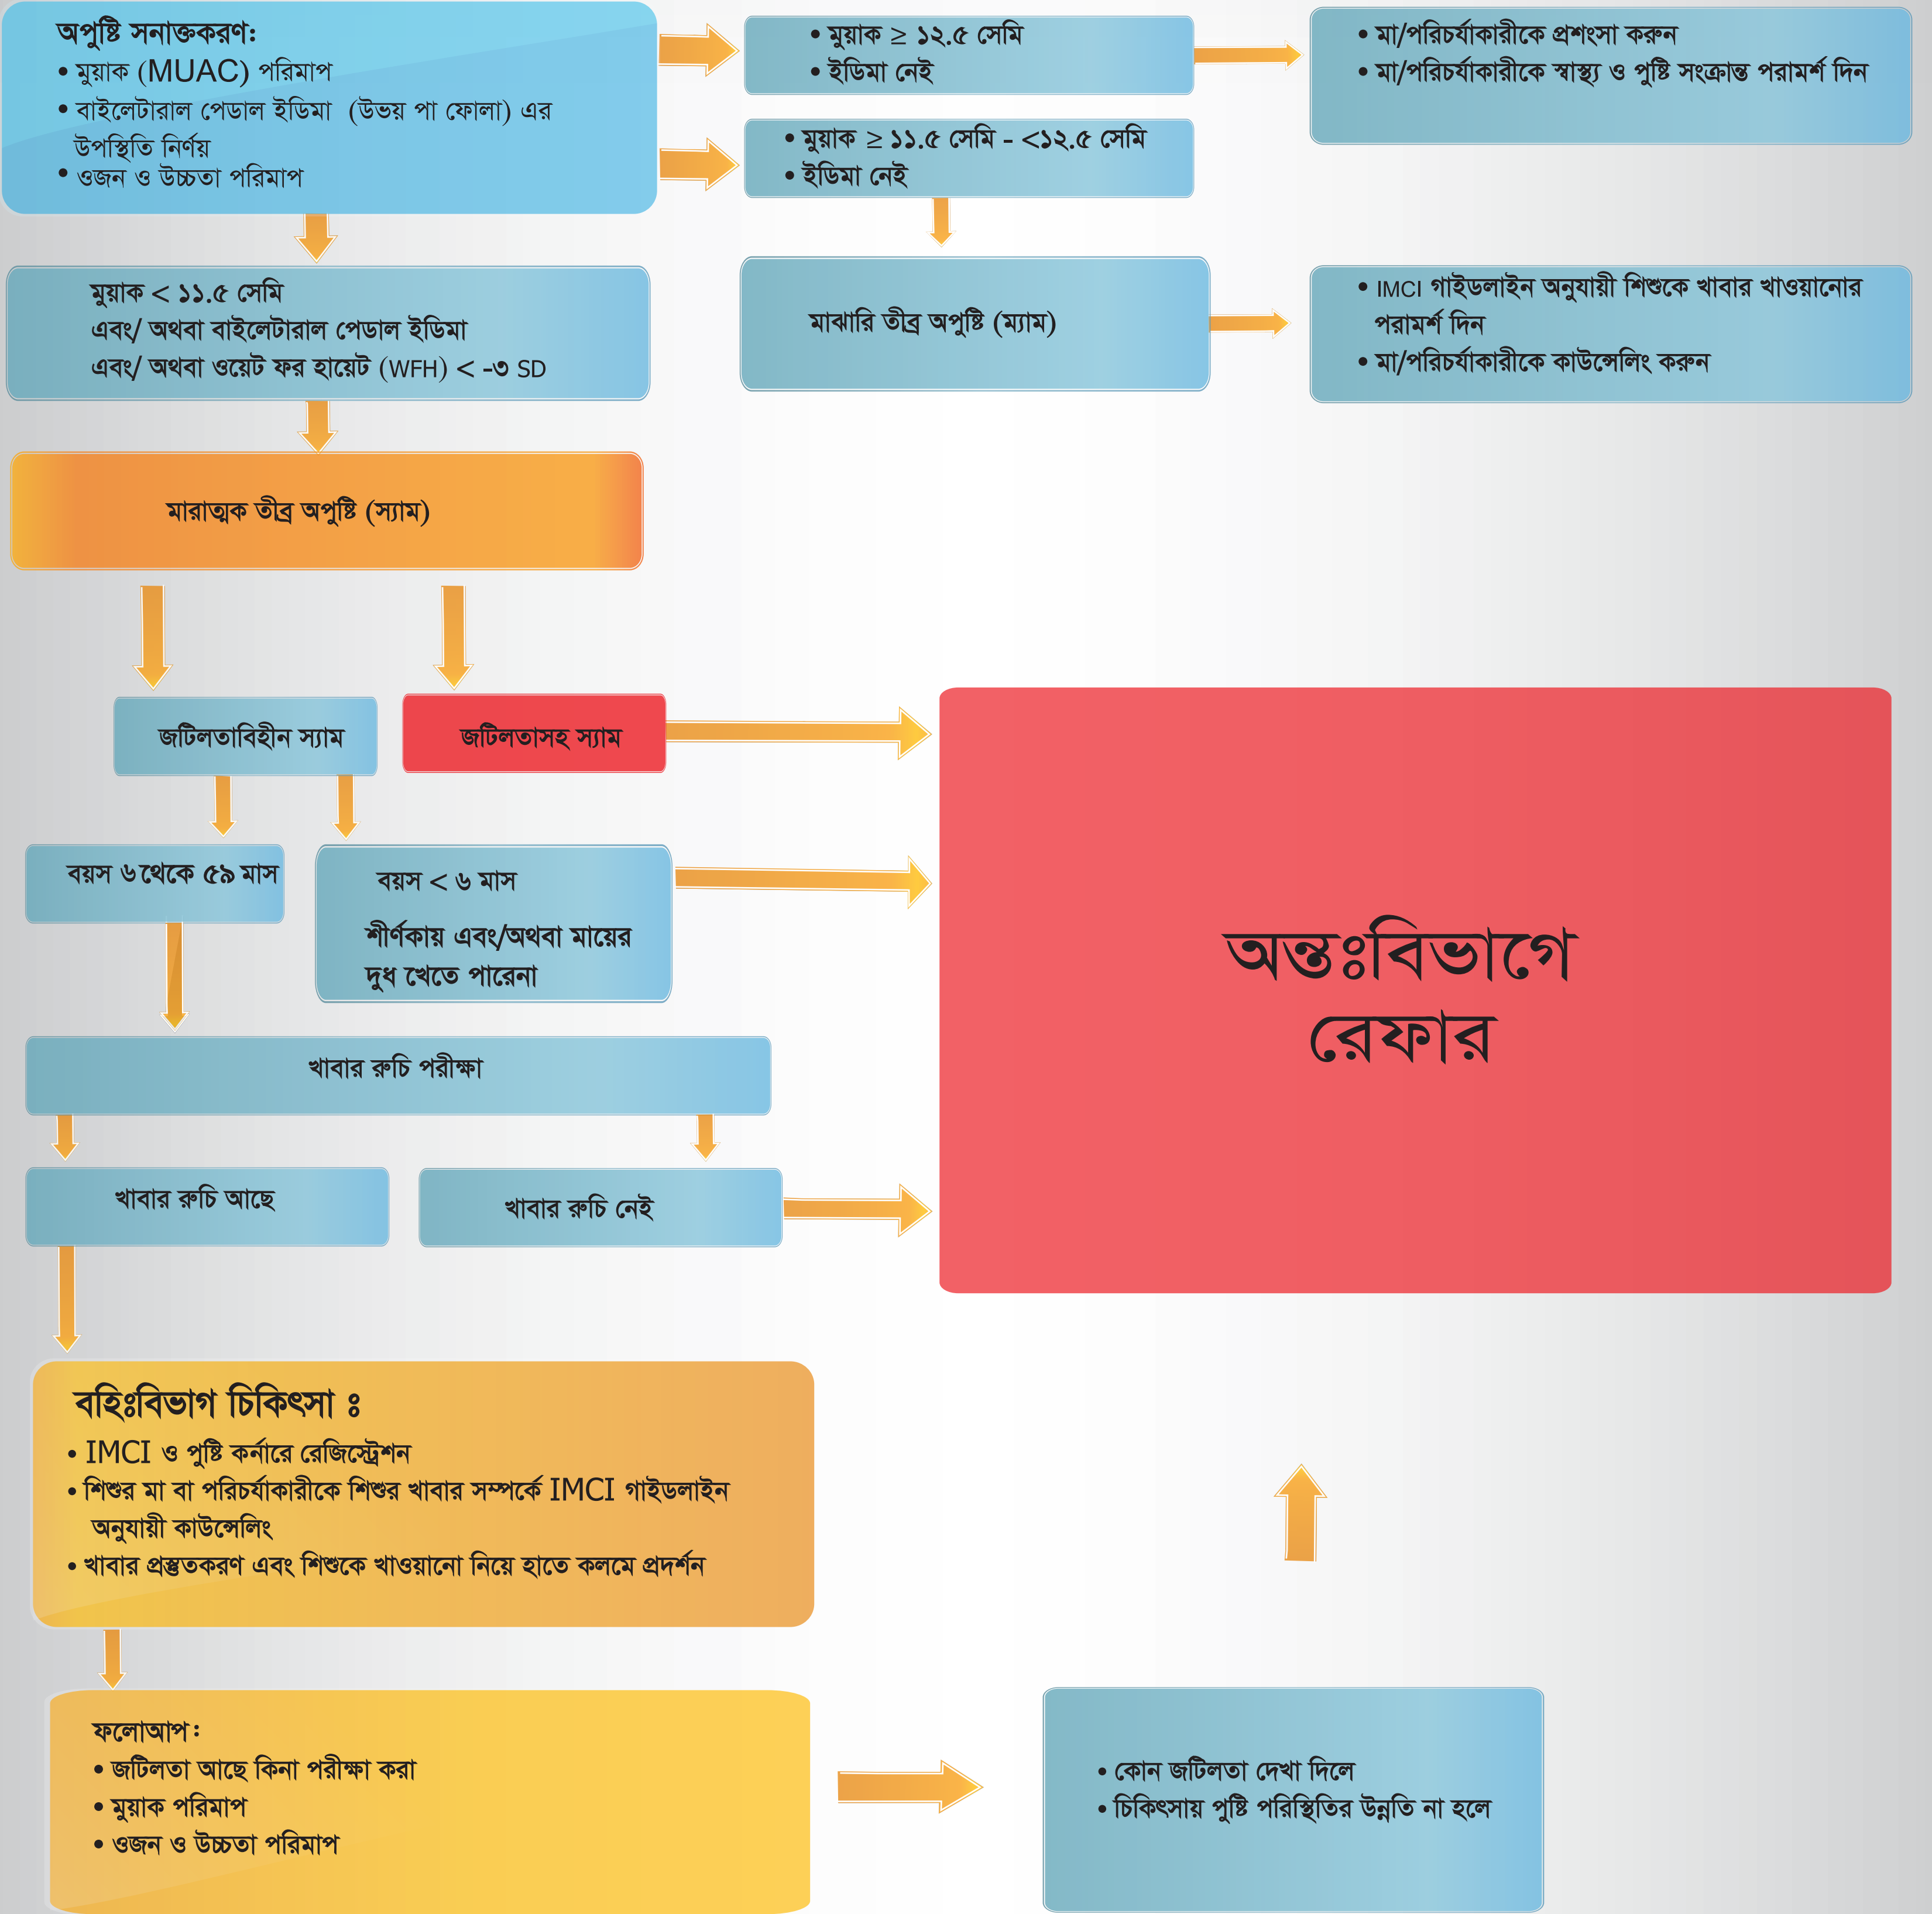 অপুষ্টি সনাক্তকরণ:
• মুয়াক (MUAC) পরিমাপ
• বাইলেটারাল পেডাল ইডিমা (উভয় পা ফোলা) এর
উপস্থিতি নির্ণয়
• ওজন ও উচ্চতা পরিমাপ
• মুয়াক ≥ ১২.৫ সেমি
• ইডিমা নেই
• মা/পরিচর্যাকারীকে প্রশংসা করুন
• মা/পরিচর্যাকারীকে স্বাস্থ্য ও পুষ্টি সংক্রান্ত পরামর্শ দিন
• মুয়াক ≥ ১১.৫ সেমি - <১২.৫ সেমি
• ইডিমা নেই
মুয়াক < ১১.৫ সেমি
এবং/ অথবা বাইলেটারাল পেডাল ইডিমা
এবং/ অথবা ওয়েট ফর হায়েট (WFH) < -৩ SD
মাঝারি তীব্র অপুষ্টি (ম্যাম)
• IMCI গাইডলাইন অনুযায়ী শিশুকে খাবার খাওয়ানোর
পরামর্শ দিন
• মা/পরিচর্যাকারীকে কাউন্সেলিং করুন
মারাত্মক তীব্র অপুষ্টি (স্যাম)
জটিলতাবিহীন স্যাম
জটিলতাসহ স্যাম
বয়স ৬ থেকে ৫৯ মাস
বয়স < ৬ মাস
শীর্ণকায় এবং/অথবা মায়ের
দুধ খেতে পারেনা
অন্তঃবিভাগে
রেফার
খাবার রুচি পরীক্ষা
খাবার রুচি আছে
খাবার রুচি নেই
বহিঃবিভাগ চিকিৎসা ঃ
• IMCI ও পুষ্টি কর্নারে রেজিস্ট্রেশন
• শিশুর মা বা পরিচর্যাকারীকে শিশুর খাবার সম্পর্কে IMCI গাইডলাইন
অনুযায়ী কাউন্সেলিং
• খাবার প্রস্তুতকরণ এবং শিশুকে খাওয়ানো নিয়ে হাতে কলমে প্রদর্শন
ফলোআপ:
• জটিলতা আছে কিনা পরীক্ষা করা
• মুয়াক পরিমাপ
• ওজন ও উচ্চতা পরিমাপ
• কোন জটিলতা দেখা দিলে
• চিকিৎসায় পুষ্টি পরিস্থিতির উন্নতি না হলে